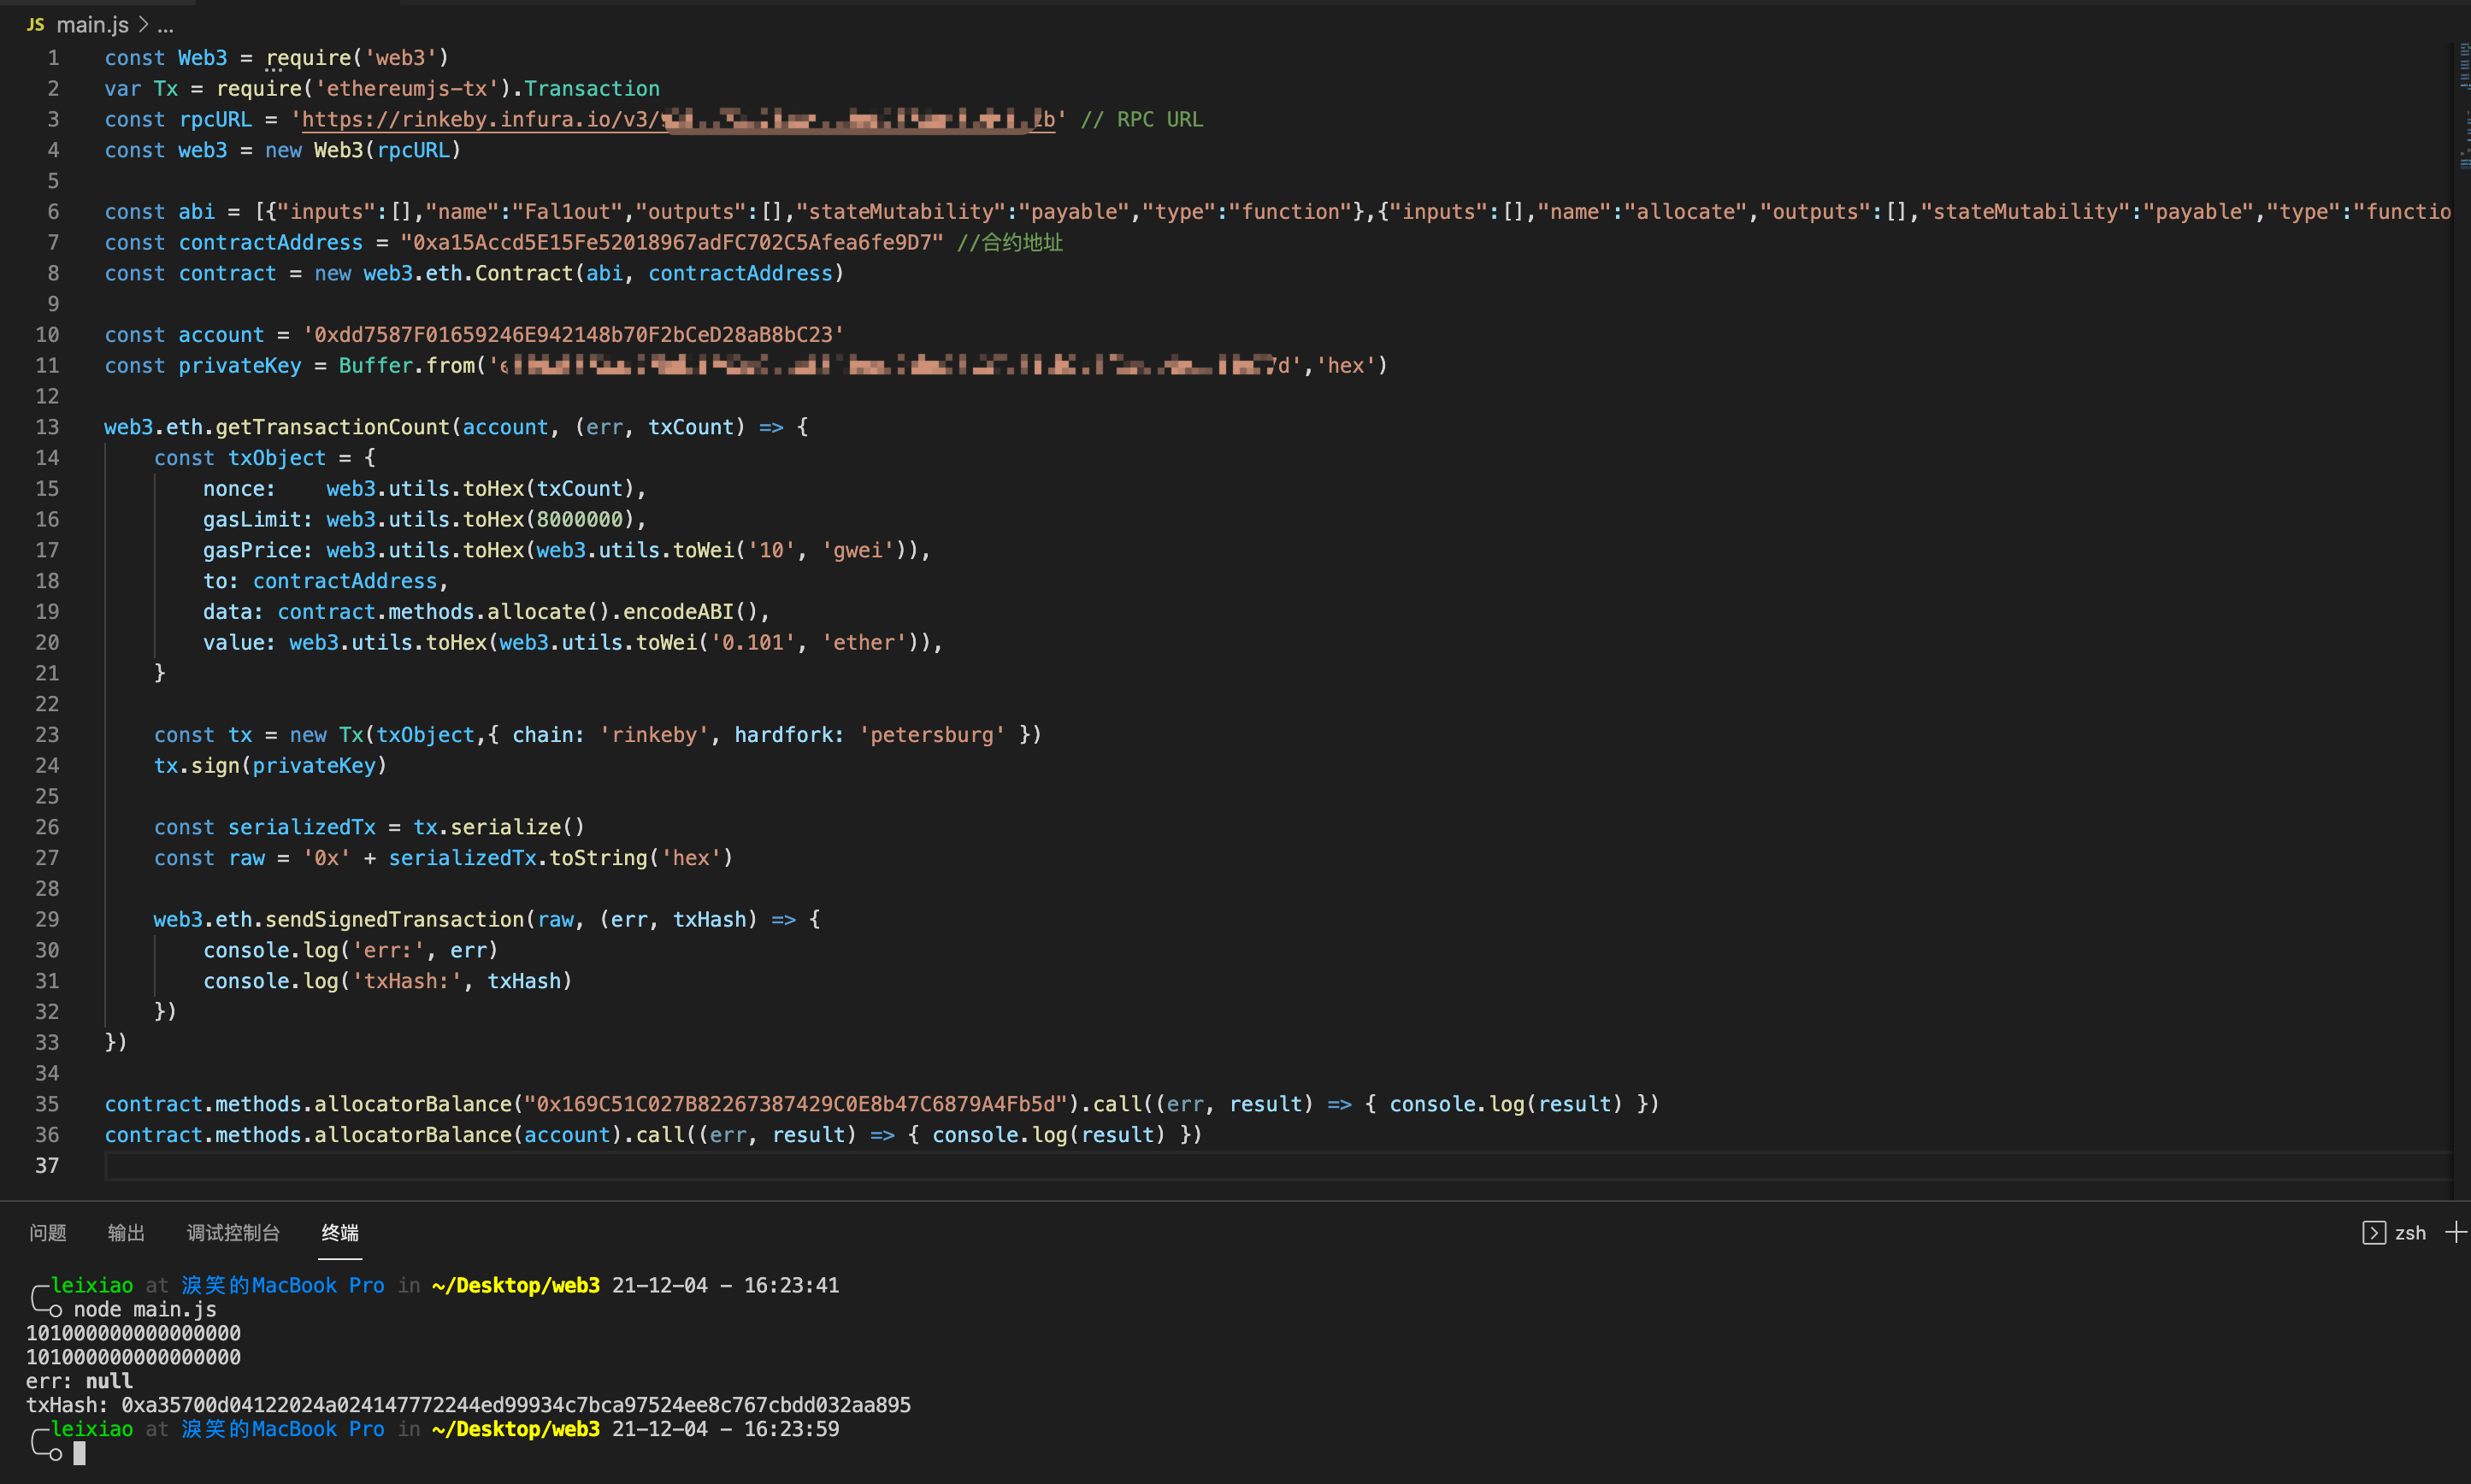 JS main.js > ...
1 const Web3 = require('web3')
2 var Tx = require('ethereumjs-tx').Transaction
3 const rpcURL = 'https://rinkeby.infura.io/v3/ b' // RPC URL
4 const web3 = new Web3(rpcURL)
5
6 const abi = [{"inputs":[],"name":"Fal1out","outputs":[],"stateMutability":"payable","type":"function"},{"inputs":[],"name":"allocate","outputs":[],"stateMutability":"payable","type":"functio
7 const contractAddress = "0xa15Accd5E15Fe52018967adFC702C5Afea6fe9D7" //合约地址
8 const contract = new web3.eth.Contract(abi, contractAddress)
9
10 const account = '0xdd7587F01659246E942148b70F2bCeD28aB8bC23'
11 const privateKey = Buffer.from(' d','hex')
12
13 web3.eth.getTransactionCount(account, (err, txCount) => {
14 const txObject = {
15 nonce: web3.utils.toHex(txCount),
16 gasLimit: web3.utils.toHex(8000000),
17 gasPrice: web3.utils.toHex(web3.utils.toWei('10', 'gwei')),
18 to: contractAddress,
19 data: contract.methods.allocate().encodeABI(),
20 value: web3.utils.toHex(web3.utils.toWei('0.101', 'ether')),
21 }
22
23 const tx = new Tx(txObject,{ chain: 'rinkeby', hardfork: 'petersburg' })
24 tx.sign(privateKey)
25
26 const serializedTx = tx.serialize()
27 const raw = '0x' + serializedTx.toString('hex')
28
29 web3.eth.sendSignedTransaction(raw, (err, txHash) => {
30 console.log('err:', err)
31 console.log('txHash:', txHash)
32 })
33 })
34
35 contract.methods.allocatorBalance("0x169C51C027B82267387429C0E8b47C6879A4Fb5d").call((err, result) => { console.log(result) })
36 contract.methods.allocatorBalance(account).call((err, result) => { console.log(result) })
37
问题 输出 调试控制台 终端 zsh
leixiao at 淚笑的MacBook Pro in ~/Desktop/web3 21-12-04 - 16:23:41
node main.js
101000000000000000
101000000000000000
err: null
txHash: 0xa35700d04122024a024147772244ed99934c7bca97524ee8c767cbdd032aa895
leixiao at 淚笑的MacBook Pro in ~/Desktop/web3 21-12-04 - 16:23:59